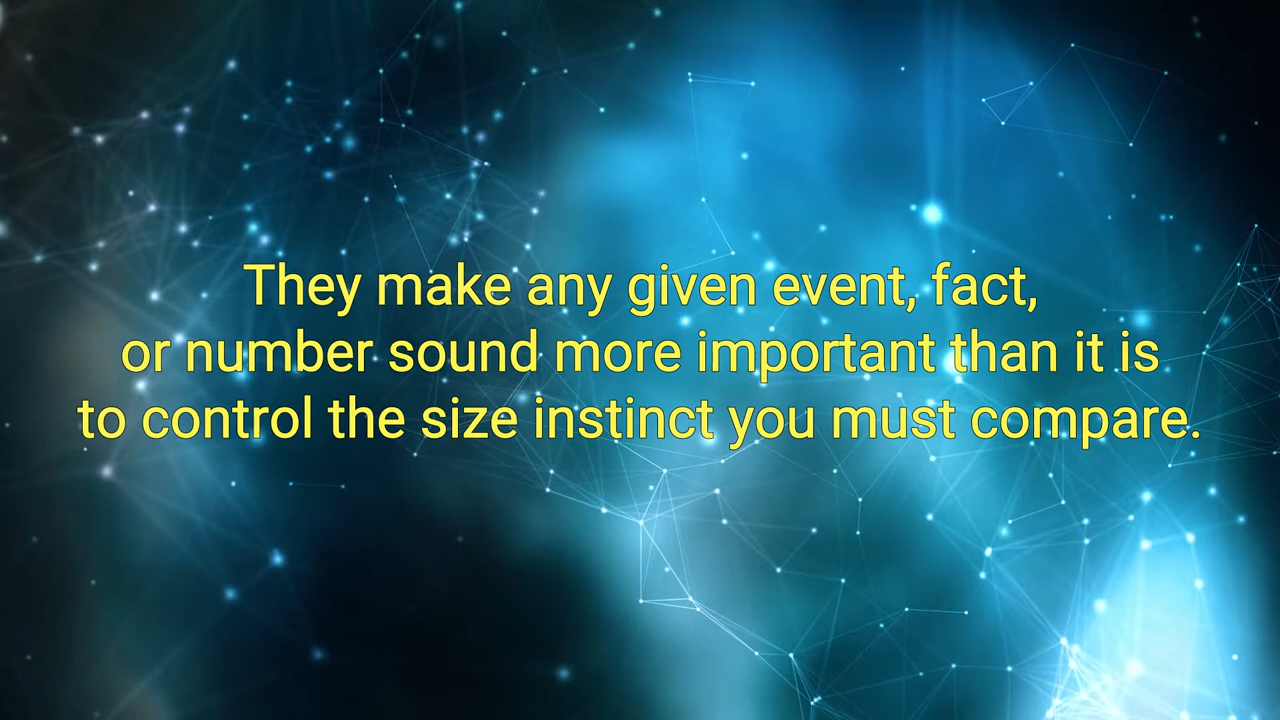 They make any given event, fact,
or number sound more important than it is
to control the size instinct you must compare.